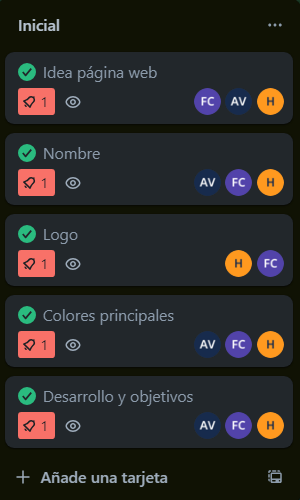 Inicial
Idea página web
1 FC AV H
Nombre
1 AV FC H
Logo
1 H FC
Colores principales
1 AV FC H
Desarrollo y objetivos
1 AV FC H
Añade una tarjeta